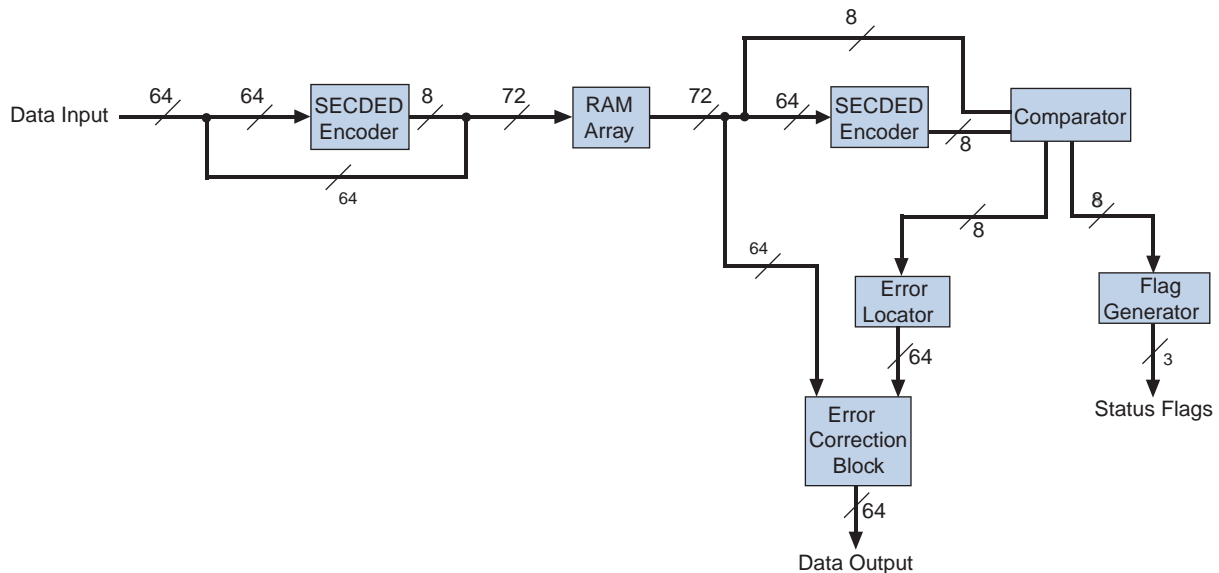 8
64
64
SECDED
Encoder
8
72
RAM
Array
72
64
SECDED
Encoder
8
Comparator
Data Input
64
8
8
64
Error
Locator
Flag
Generator
64
3
Status Flags
Error
Correction
Block
64
Data Output